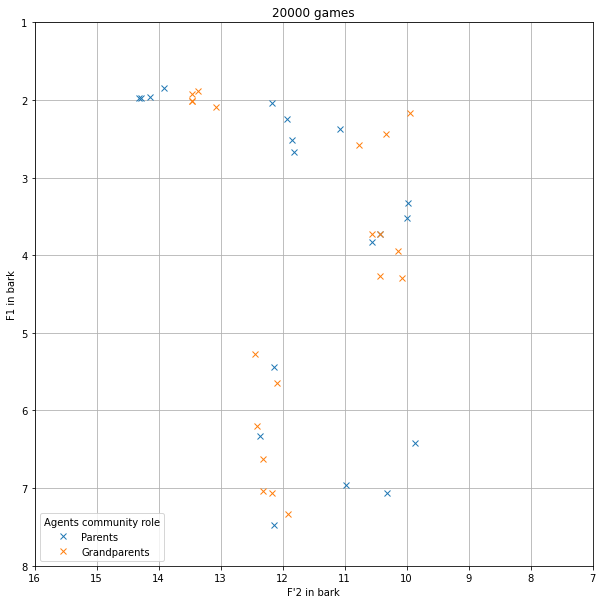 20000 games
1
2
3
4
5
6
7
8
F1 in bark
Agents community role
Parents
Grandparents
16 15 14 13 12 11 10 9 8 7
F'2 in bark